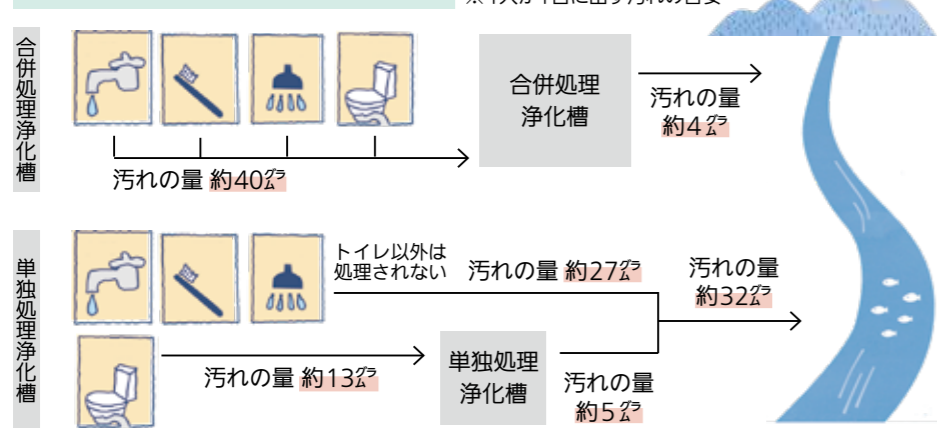 合併処理浄化槽
合併処理
浄化槽
汚れの量
約4㌘
汚れの量 約40㌘
単独処理浄化槽
トイレ以外は
処理されない
汚れの量 約27㌘
汚れの量
約32㌘
汚れの量 約13㌘
単独処理
浄化槽
汚れの量
約5㌘